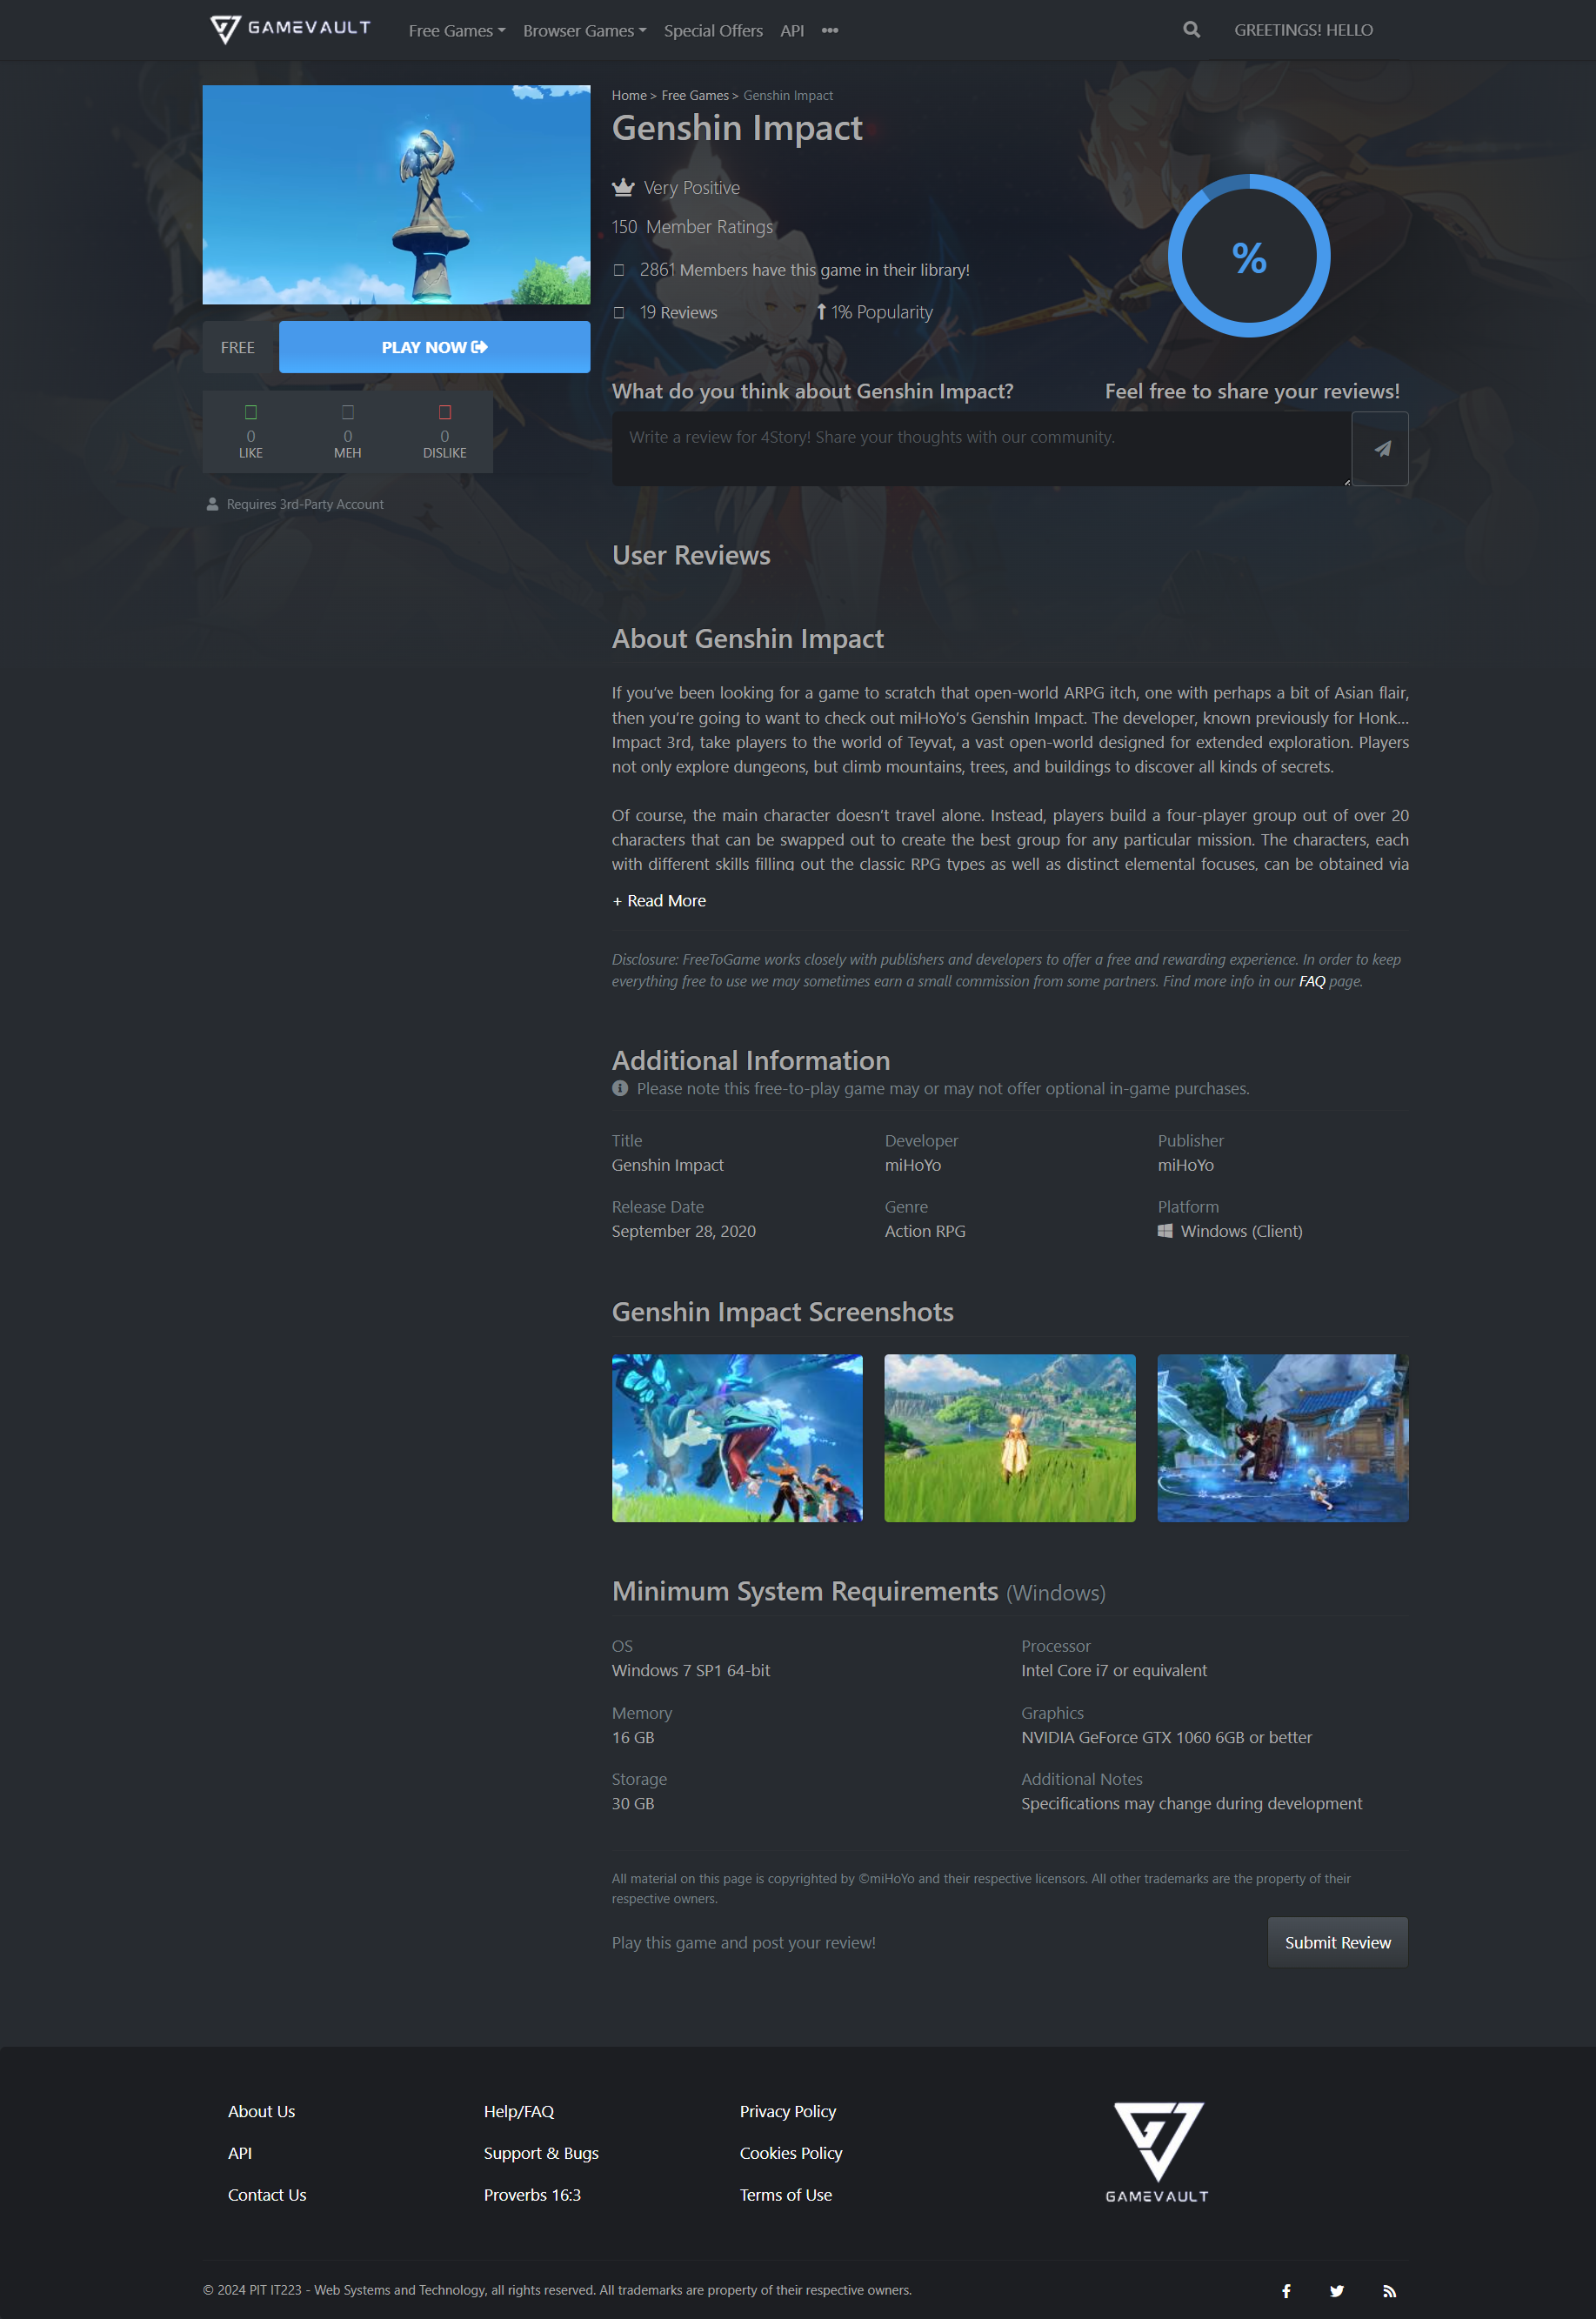 GAMEVAULT Free Games Browser Games Special Offers API GREETINGS! HELLO
Home > Free Games > Genshin Impact
Genshin Impact
Very Positive
150 Member Ratings
2861 Members have this game in their library!
19 Reviews 1% Popularity
%
FREE PLAY NOW
0 0 0
LIKE MEH DISLIKE
Requires 3rd-Party Account
What do you think about Genshin Impact? Feel free to share your reviews!
Write a review for 4Story! Share your thoughts with our community.
User Reviews
About Genshin Impact
If you’ve been looking for a game to scratch that open-world ARPG itch, one with perhaps a bit of Asian flair,
then you’re going to want to check out miHoYo’s Genshin Impact. The developer, known previously for Honk...
Impact 3rd, take players to the world of Teyvat, a vast open-world designed for extended exploration. Players
not only explore dungeons, but climb mountains, trees, and buildings to discover all kinds of secrets.
Of course, the main character doesn’t travel alone. Instead, players build a four-player group out of over 20
characters that can be swapped out to create the best group for any particular mission. The characters, each
with different skills filling out the classic RPG types as well as distinct elemental focuses, can be obtained via
+ Read More
Disclosure: FreeToGame works closely with publishers and developers to offer a free and rewarding experience. In order to keep
everything free to use we may sometimes earn a small commission from some partners. Find more info in our FAQ page.
Additional Information
Please note this free-to-play game may or may not offer optional in-game purchases.
Title Developer Publisher
Genshin Impact miHoYo miHoYo
Release Date Genre Platform
September 28, 2020 Action RPG Windows (Client)
Genshin Impact Screenshots
Minimum System Requirements (Windows)
OS Processor
Windows 7 SP1 64-bit Intel Core i7 or equivalent
Memory Graphics
16 GB NVIDIA GeForce GTX 1060 6GB or better
Storage Additional Notes
30 GB Specifications may change during development
All material on this page is copyrighted by ©miHoYo and their respective licensors. All other trademarks are the property of their
respective owners.
Play this game and post your review! Submit Review
About Us Help/FAQ Privacy Policy
API Support & Bugs Cookies Policy
Contact Us Proverbs 16:3 Terms of Use
GAMEVAULT
© 2024 PIT IT223 - Web Systems and Technology, all rights reserved. All trademarks are property of their respective owners.